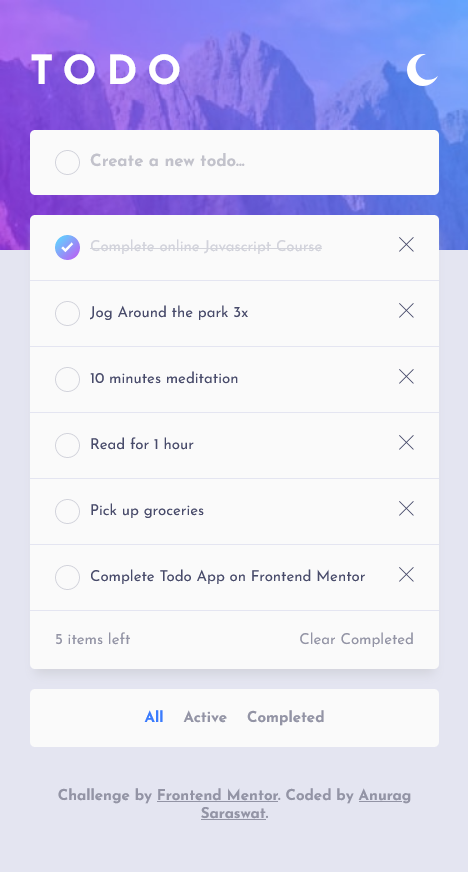 TODO
Create a new todo...
Complete online Javascript Course
Jog Around the park 3x
10 minutes meditation
Read for 1 hour
Pick up groceries
Complete Todo App on Frontend Mentor
5 items left Clear Completed
All Active Completed
Challenge by Frontend Mentor. Coded by Anurag
Saraswat.